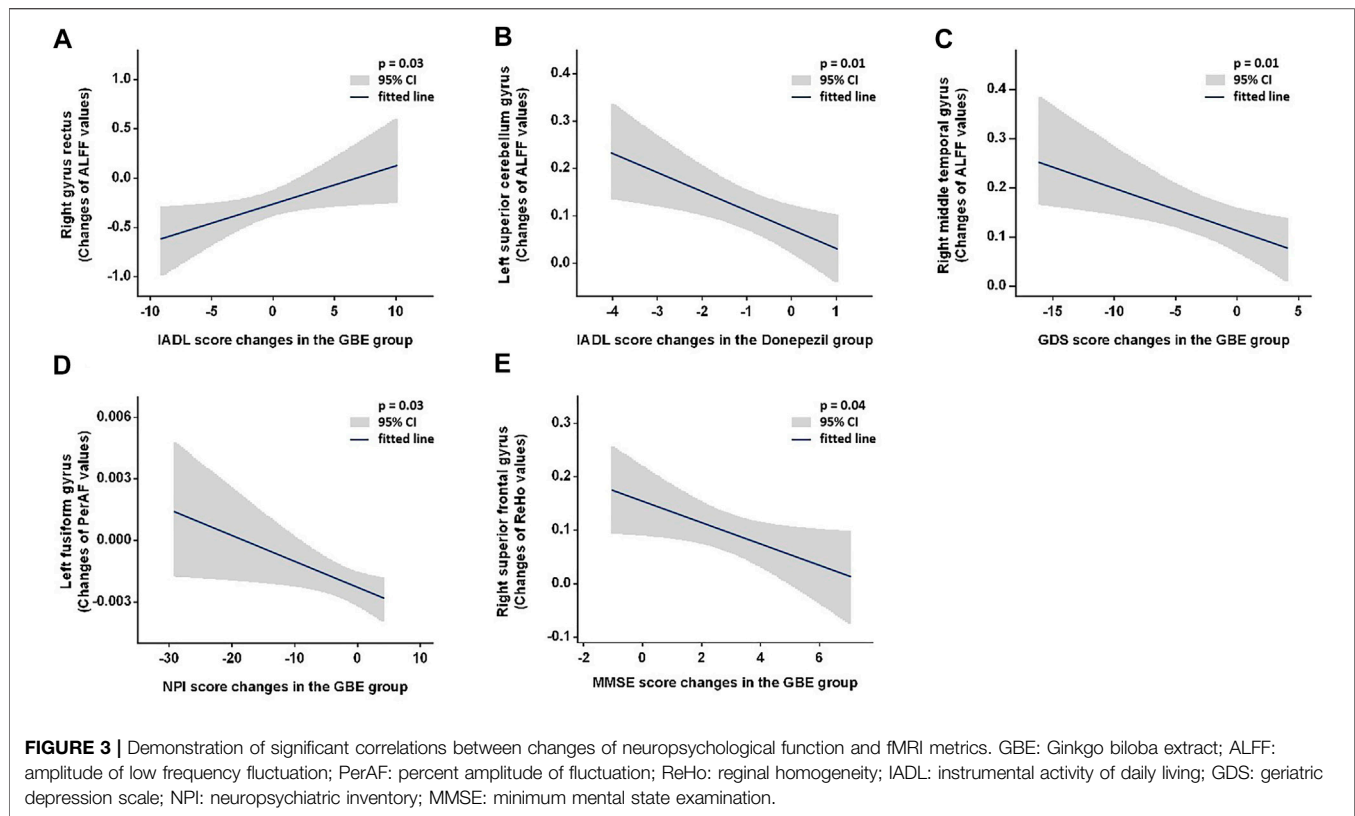 A
p = 0.03
95% CI
fitted line
Right gyrus rectus
(Changes of ALFF values)
1.0
0.5
0.0
-0.5
-1.0
-10 -5 0 5 10
IADL score changes in the GBE group
B
p = 0.01
95% CI
fitted line
Left superior cerebellum gyrus
(Changes of ALFF values)
0.4
0.3
0.2
0.1
0.0
-4 -3 -2 -1 0 1
IADL score changes in the Donepezil group
C
p = 0.01
95% CI
fitted line
Right middle temporal gyrus
(Changes of ALFF values)
0.4
0.3
0.2
0.1
0.0
-15 -10 -5 0 5
GDS score changes in the GBE group
D
p = 0.03
95% CI
fitted line
Left fusiform gyrus
(Changes of PerAF values)
0.006
0.003
0.000
-0.003
-30 -20 -10 0 10
NPI score changes in the GBE group
E
p = 0.04
95% CI
fitted line
Right superior frontal gyrus
(Changes of ReHo values)
0.3
0.2
0.1
0.0
-0.1
-2 0 2 4 6
MMSE score changes in the GBE group
FIGURE 3 | Demonstration of significant correlations between changes of neuropsychological function and fMRI metrics. GBE: Ginkgo biloba extract; ALFF:
amplitude of low frequency fluctuation; PerAF: percent amplitude of fluctuation; ReHo: reginal homogeneity; IADL: instrumental activity of daily living; GDS: geriatric
depression scale; NPI: neuropsychiatric inventory; MMSE: minimum mental state examination.